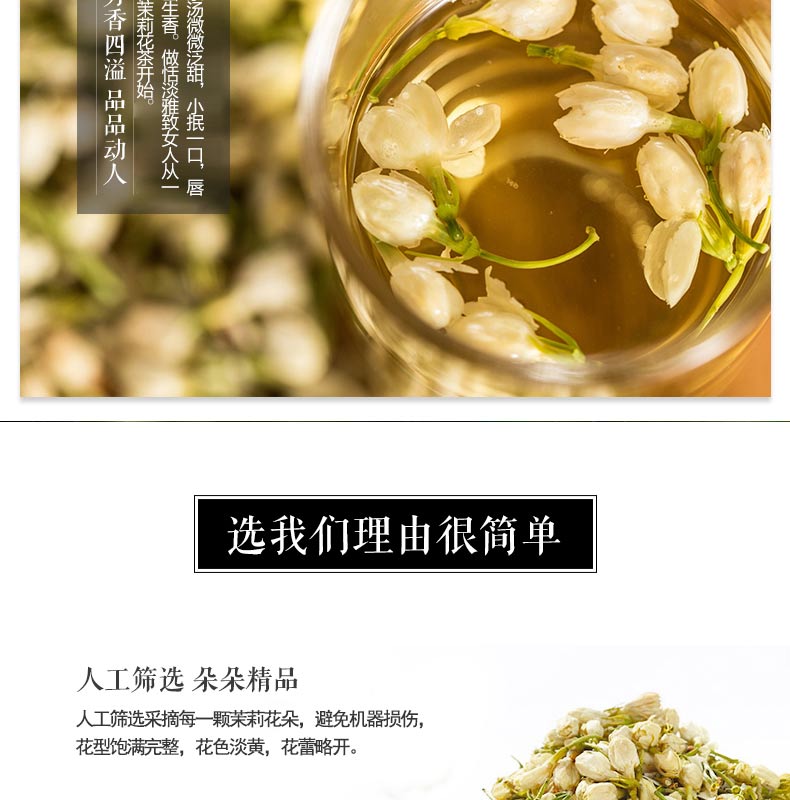 汤微微泛甜，小抿一口，唇
生香。做恬淡雅致女人从一
茉莉花茶开始。
芳香四溢 品品动人
选我们理由很简单
人工筛选 朵朵精品
人工筛选采摘每一颗茉莉花朵，避免机器损伤，
花型饱满完整，花色淡黄，花蕾略开。